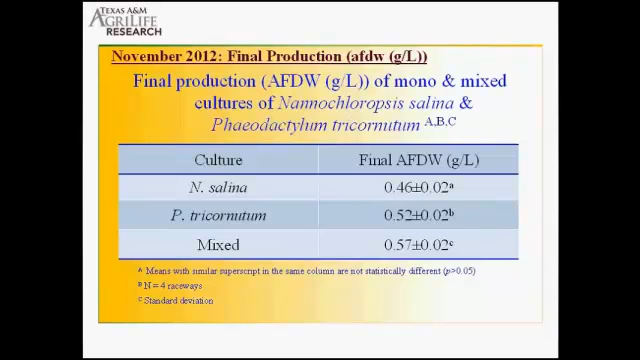 TEXAS A&M
AGRILIFE
RESEARCH
November 2012: Final Production (afdw (g/L))
Final production (AFDW (g/L)) of mono & mixed
cultures of Nannochloropsis salina &
Phaeodactylum tricornutum A,B,C
Culture Final AFDW (g/L)
N. salina 0.46±0.02a
P. tricornutum 0.52±0.02b
Mixed 0.57±0.02c
A Means with similar superscript in the same column are not statistically different (p>0.05)
B N = 4 raceways
C Standard deviation